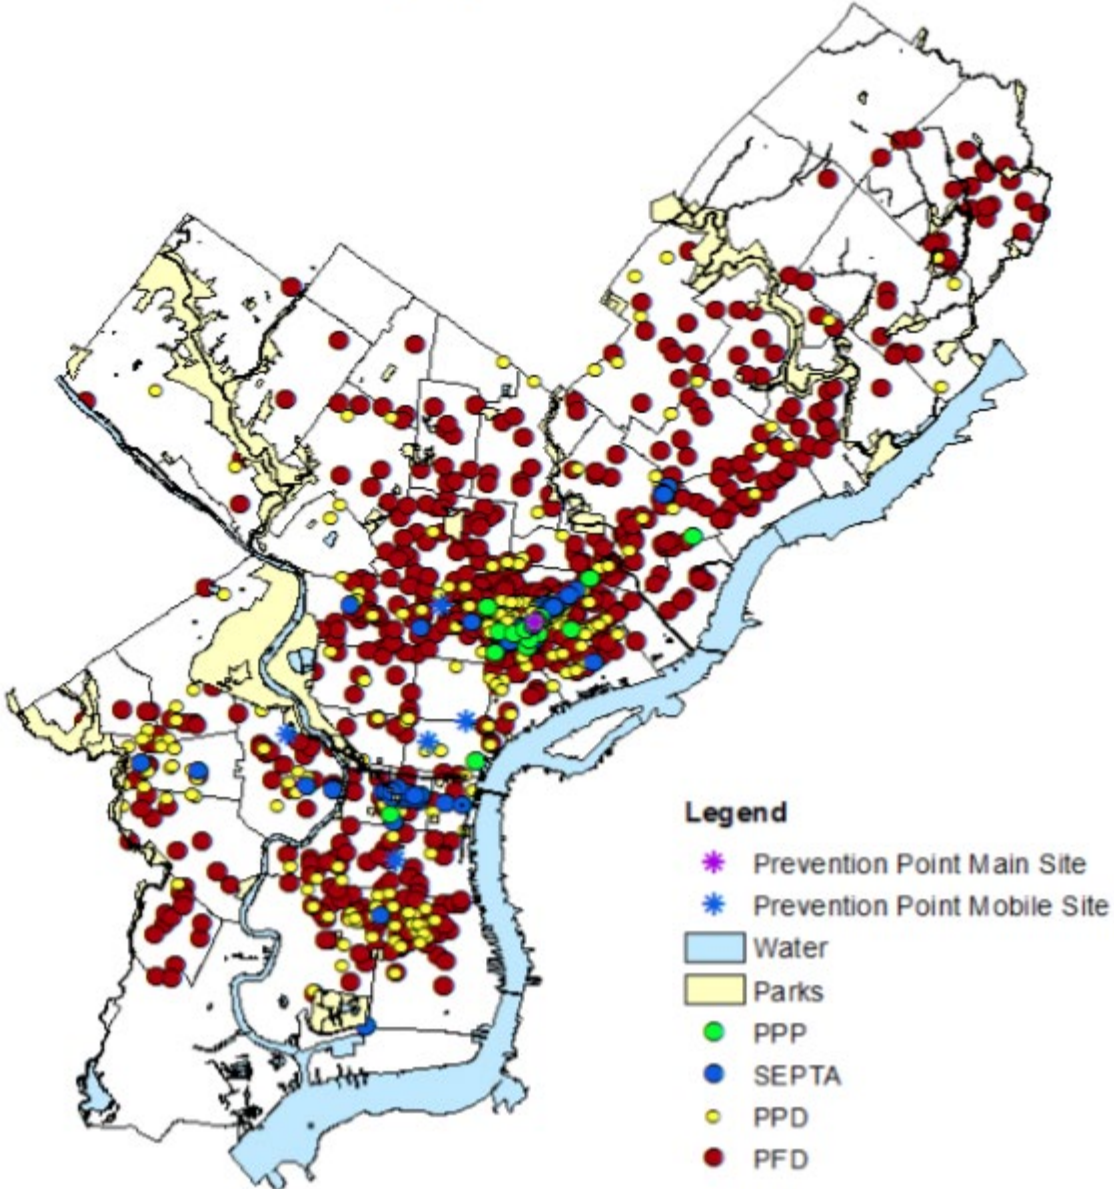 Legend
Prevention Point Main Site
Prevention Point Mobile Site
Water
Parks
PPP
SEPTA
PPD
PFD